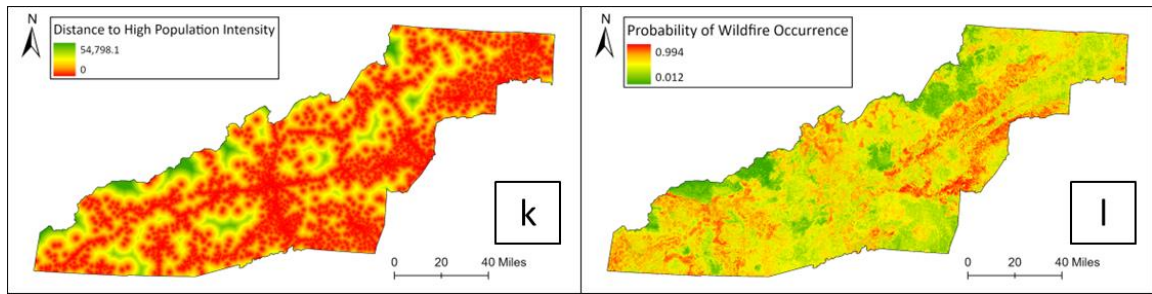 N
Distance to High Population Intensity
54,798.1
0
k
0 20 40 Miles
N
Probability of Wildfire Occurrence
0.994
0.012
l
0 20 40 Miles